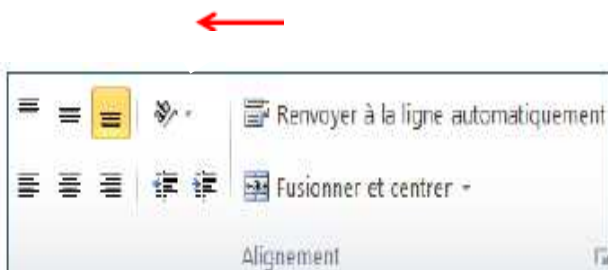 Renvoyer à la ligne automatiquement
Fusionner et centrer
Alignement